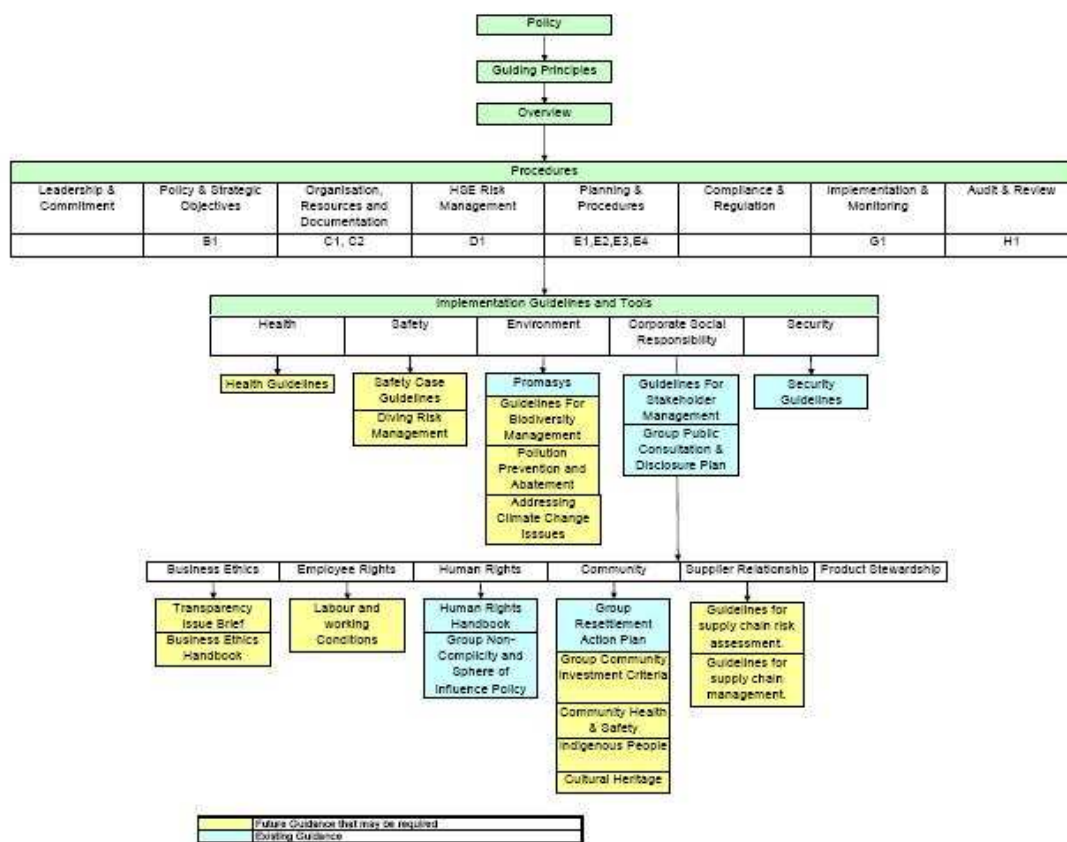 Policy
Guiding Principles
Overview
Procedures
Leadership &
Commitment
Policy & Strategic
Objectives
Organisation,
Resources and
Documentation
HSE Risk
Management
Planning &
Procedures
Compliance &
Regulation
Implementation &
Monitoring
Audit & Review
B1
C1, C2
D1
E1,E2,E3,E4
G1
H1
Implementation Guidelines and Tools
Health
Safety
Environment
Corporate Social
Responsibility
Security
Health Guidelines
Safety Case
Guidelines
Diving Risk
Management
Promasys
Guidelines For
Biodiversity
Management
Pollution
Prevention and
Abatement
Addressing
Climate Change
Isssues
Guidelines For
Stakeholder
Management
Group Public
Consultation &
Disclosure Plan
Security
Guidelines
Business Ethics
Employee Rights
Human Rights
Community
Supplier Relationship
Product Stewardship
Transparency
Issue Brief
Business Ethics
Handbook
Labour and
working
Conditions
Human Rights
Handbook
Group Non-
Complicity and
Sphere of
Influence Policy
Group
Resettlement
Action Plan
Group Community
Investment Criteria
Community Health
& Safety
Indigenous People
Cultural Heritage
Guidelines for
supply chain risk
assessment.
Guidelines for
supply chain
management.
Future Guidance that may be required
Existing Guidance